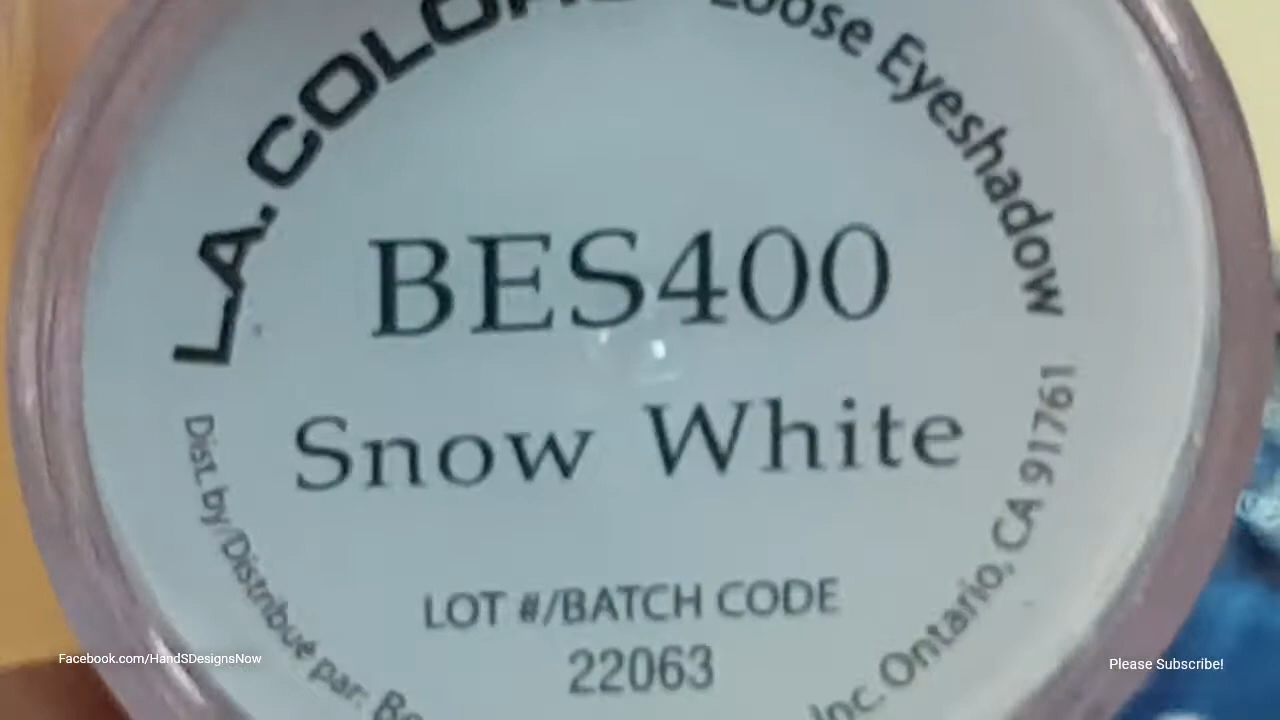 L.A. COLORS
Loose Eyeshadow
BES400
Snow White
LOT #/BATCH CODE
22063
Dist. by/Distribué par:
Inc. Ontario, CA 91761
Facebook.com/HandSDesignsNow
Please Subscribe!